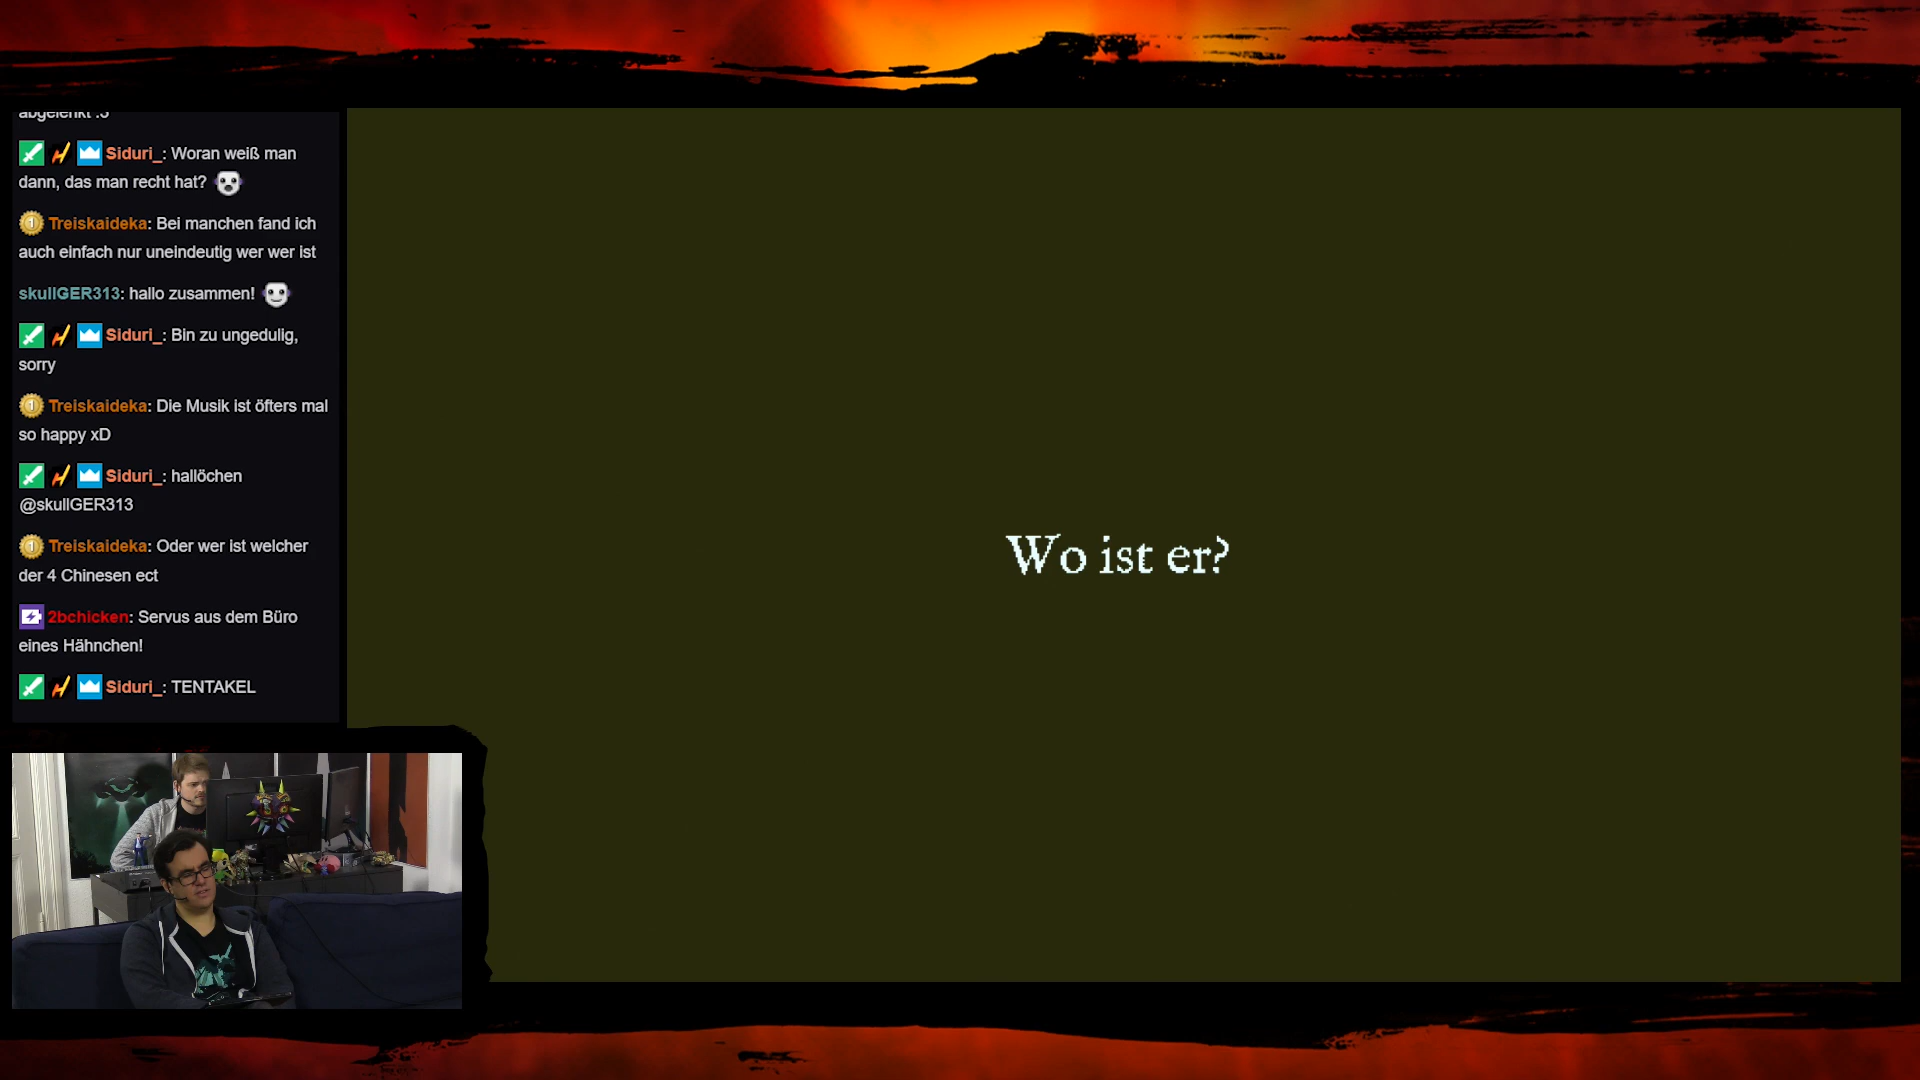 abgelenkt :3
Siduri_: Woran weiß man
dann, das man recht hat?
Treiskaideka: Bei manchen fand ich
auch einfach nur uneindeutig wer wer ist
skullGER313: hallo zusammen!
Siduri_: Bin zu ungedulig,
sorry
Treiskaideka: Die Musik ist öfters mal
so happy xD
Siduri_: hallöchen
@skullGER313
Treiskaideka: Oder wer ist welcher
der 4 Chinesen ect
2bchicken: Servus aus dem Büro
eines Hähnchen!
Siduri_: TENTAKEL
Wo ist er?